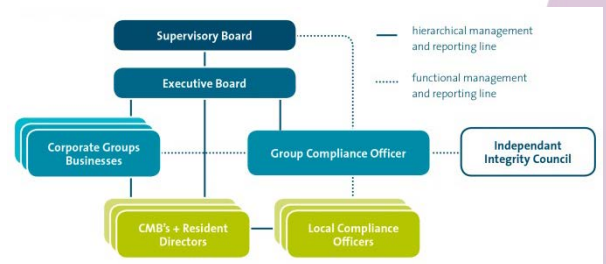 Supervisory Board
hierarchical management
and reporting line
Executive Board
functional management
and reporting line
Corporate Groups
Businesses
Group Compliance Officer
Independant
Integrity Council
CMB's + Resident
Directors
Local Compliance
Officers